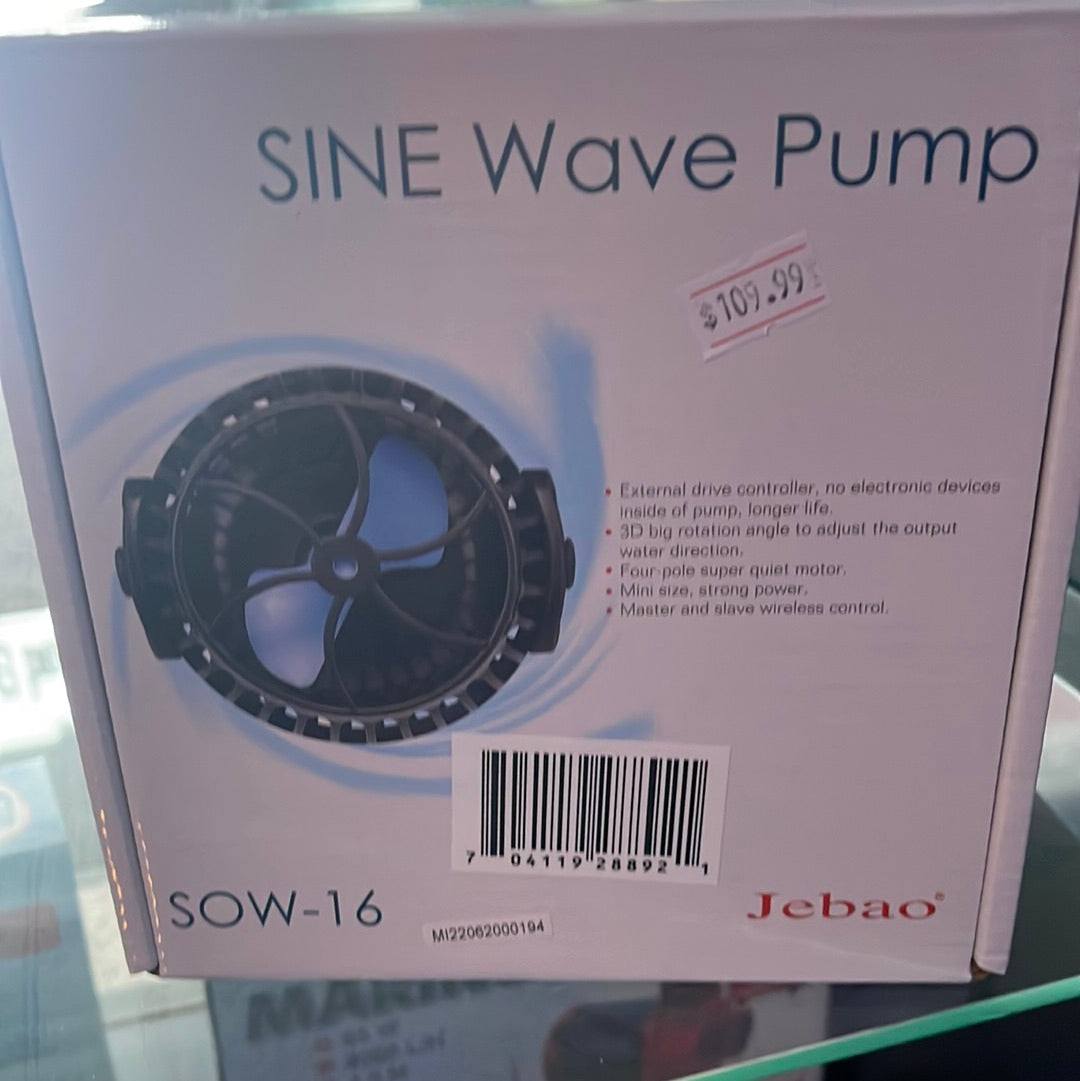 SINE Wave Pump
$109.99
• External drive controller, no electronic devices
inside of pump, longer life.
• 3D big rotation angle to adjust the output
water direction.
• Four-pole super quiet motor.
• Mini size, strong power.
• Master and slave wireless control.
7 04119 28892 1
SOW-16
MI22062000194
Jebao®